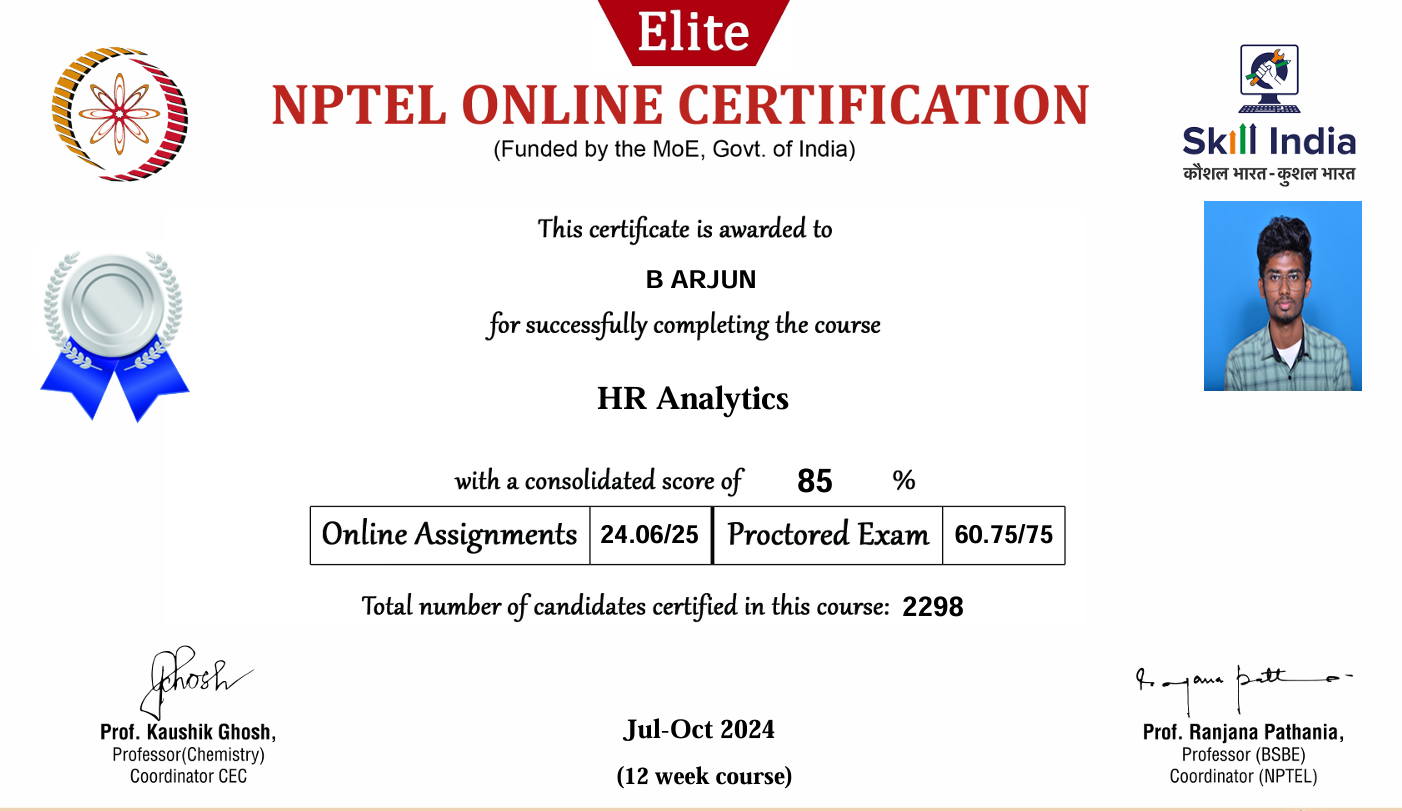 Elite
NPTEL ONLINE CERTIFICATION
(Funded by the MoE, Govt. of India)
Skill India
कौशल भारत - कुशल भारत
This certificate is awarded to
B ARJUN
for successfully completing the course
HR Analytics
with a consolidated score of 85 %
Online Assignments 24.06/25 Proctored Exam 60.75/75
Total number of candidates certified in this course: 2298
Ghosh
Prof. Kaushik Ghosh,
Professor(Chemistry)
Coordinator CEC
Jul-Oct 2024
(12 week course)
Prof. Ranjana Pathania,
Professor (BSBE)
Coordinator (NPTEL)